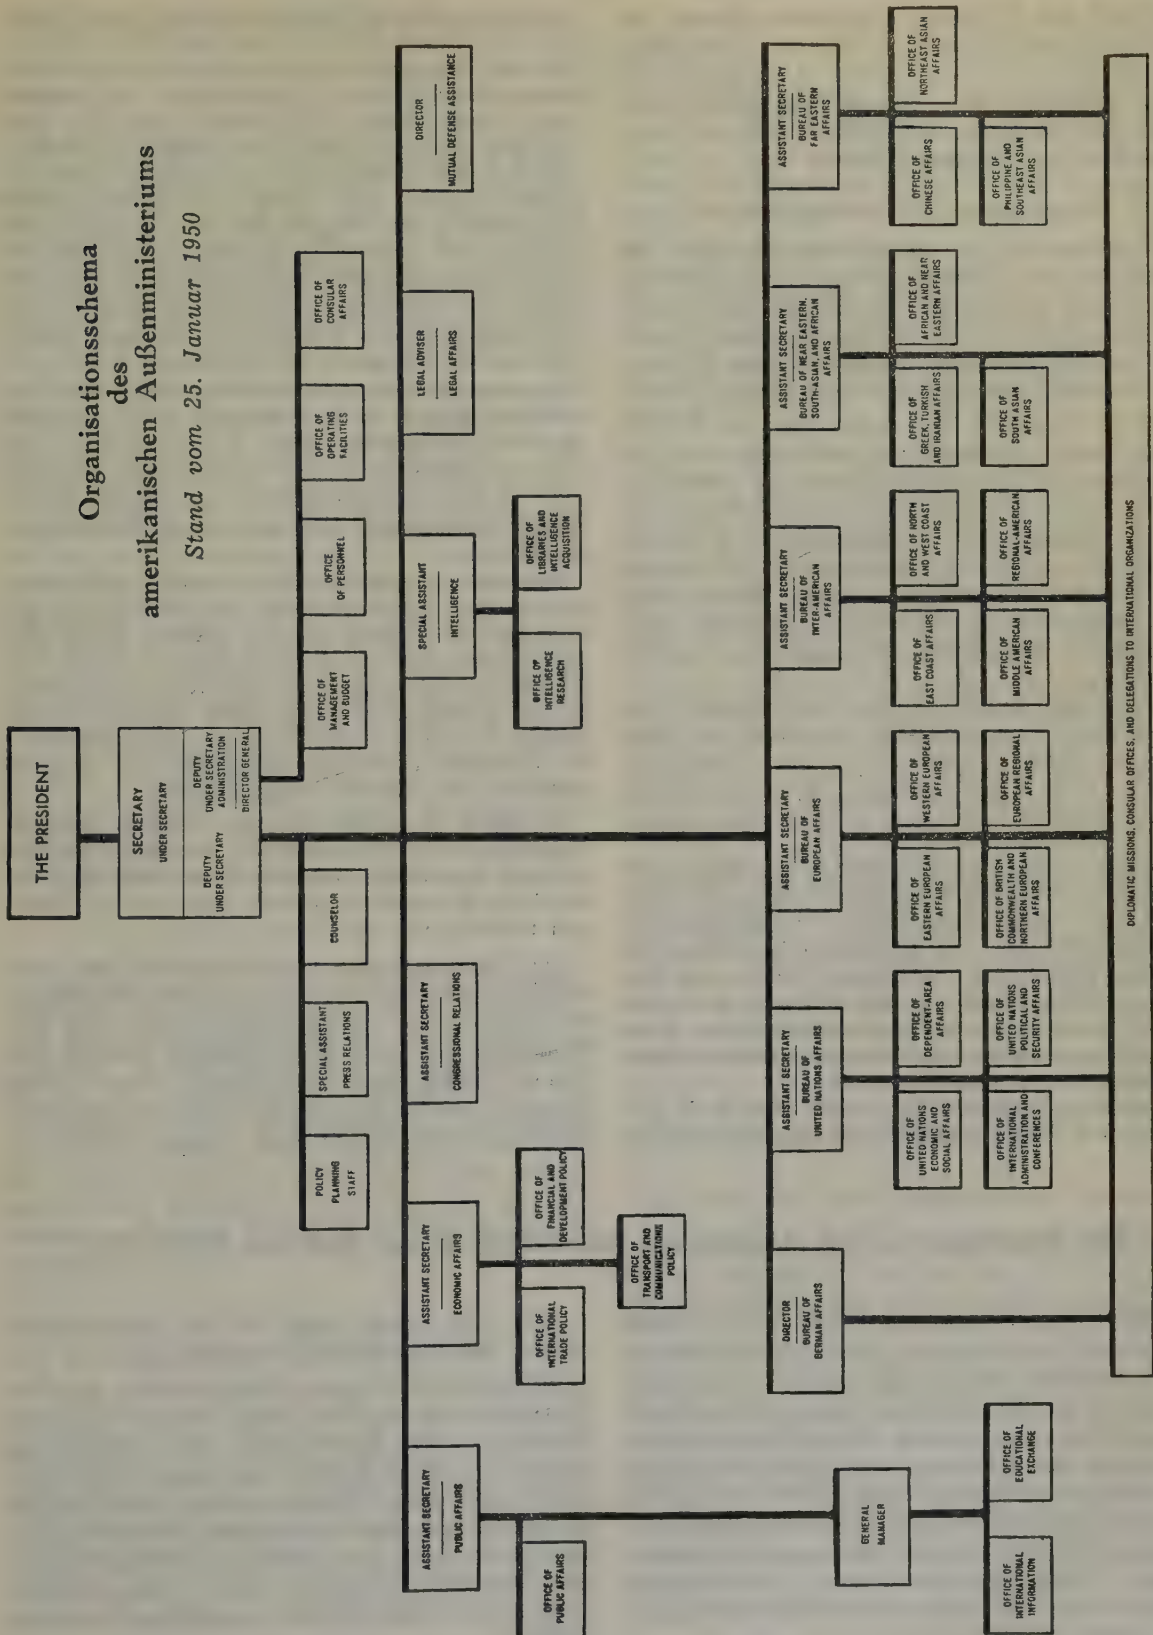 Organisationsschema
des
amerikanischen Außenministeriums
Stand vom 25. Januar 1950
THE PRESIDENT
SECRETARY
UNDER SECRETARY
DEPUTY
UNDER SECRETARY
DEPUTY
UNDER SECRETARY
ADMINISTRATION
DIRECTOR GENERAL
POLICY
PLANNING
STAFF
SPECIAL ASSISTANT
PRESS RELATIONS
COUNSELOR
OFFICE OF
MANAGEMENT
AND BUDGET
OFFICE
OF PERSONNEL
OFFICE OF
OPERATING
FACILITIES
OFFICE OF
CONSULAR
AFFAIRS
ASSISTANT SECRETARY
PUBLIC AFFAIRS
ASSISTANT SECRETARY
ECONOMIC AFFAIRS
ASSISTANT SECRETARY
CONGRESSIONAL RELATIONS
SPECIAL ASSISTANT
INTELLIGENCE
LEGAL ADVISER
LEGAL AFFAIRS
DIRECTOR
MUTUAL DEFENSE ASSISTANCE
OFFICE OF
PUBLIC AFFAIRS
OFFICE OF
INTERNATIONAL
TRADE POLICY
OFFICE OF
FINANCIAL AND
DEVELOPMENT POLICY
OFFICE OF
TRANSPORT AND
COMMUNICATIONS
POLICY
OFFICE OF
INTELLIGENCE
RESEARCH
OFFICE OF
LIBRARIES AND
INTELLIGENCE
ACQUISITION
GENERAL
MANAGER
OFFICE OF
INTERNATIONAL
INFORMATION
OFFICE OF
EDUCATIONAL
EXCHANGE
DIRECTOR
BUREAU OF
GERMAN AFFAIRS
ASSISTANT SECRETARY
BUREAU OF
UNITED NATIONS AFFAIRS
ASSISTANT SECRETARY
BUREAU OF
EUROPEAN AFFAIRS
ASSISTANT SECRETARY
BUREAU OF
INTER-AMERICAN
AFFAIRS
ASSISTANT SECRETARY
BUREAU OF NEAR EASTERN,
SOUTH-ASIAN, AND AFRICAN
AFFAIRS
ASSISTANT SECRETARY
BUREAU OF
FAR EASTERN
AFFAIRS
OFFICE OF
UNITED NATIONS
ECONOMIC AND
SOCIAL AFFAIRS
OFFICE OF
DEPENDENT-AREA
AFFAIRS
OFFICE OF
INTERNATIONAL
ADMINISTRATION AND
CONFERENCES
OFFICE OF
UNITED NATIONS
POLITICAL AND
SECURITY AFFAIRS
OFFICE OF
EASTERN EUROPEAN
AFFAIRS
OFFICE OF
WESTERN EUROPEAN
AFFAIRS
OFFICE OF BRITISH
COMMONWEALTH AND
NORTHERN EUROPEAN
AFFAIRS
OFFICE OF
EUROPEAN REGIONAL
AFFAIRS
OFFICE OF
EAST COAST AFFAIRS
OFFICE OF NORTH
AND WEST COAST
AFFAIRS
OFFICE OF
MIDDLE AMERICAN
AFFAIRS
OFFICE OF
REGIONAL-AMERICAN
AFFAIRS
OFFICE OF
GREEK, TURKISH
AND IRANIAN AFFAIRS
OFFICE OF
AFRICAN AND NEAR
EASTERN AFFAIRS
OFFICE OF
SOUTH ASIAN
AFFAIRS
OFFICE OF
CHINESE AFFAIRS
OFFICE OF
NORTHEAST ASIAN
AFFAIRS
OFFICE OF
PHILIPPINE AND
SOUTHEAST ASIAN
AFFAIRS
DIPLOMATIC MISSIONS, CONSULAR OFFICES, AND DELEGATIONS TO INTERNATIONAL ORGANIZATIONS